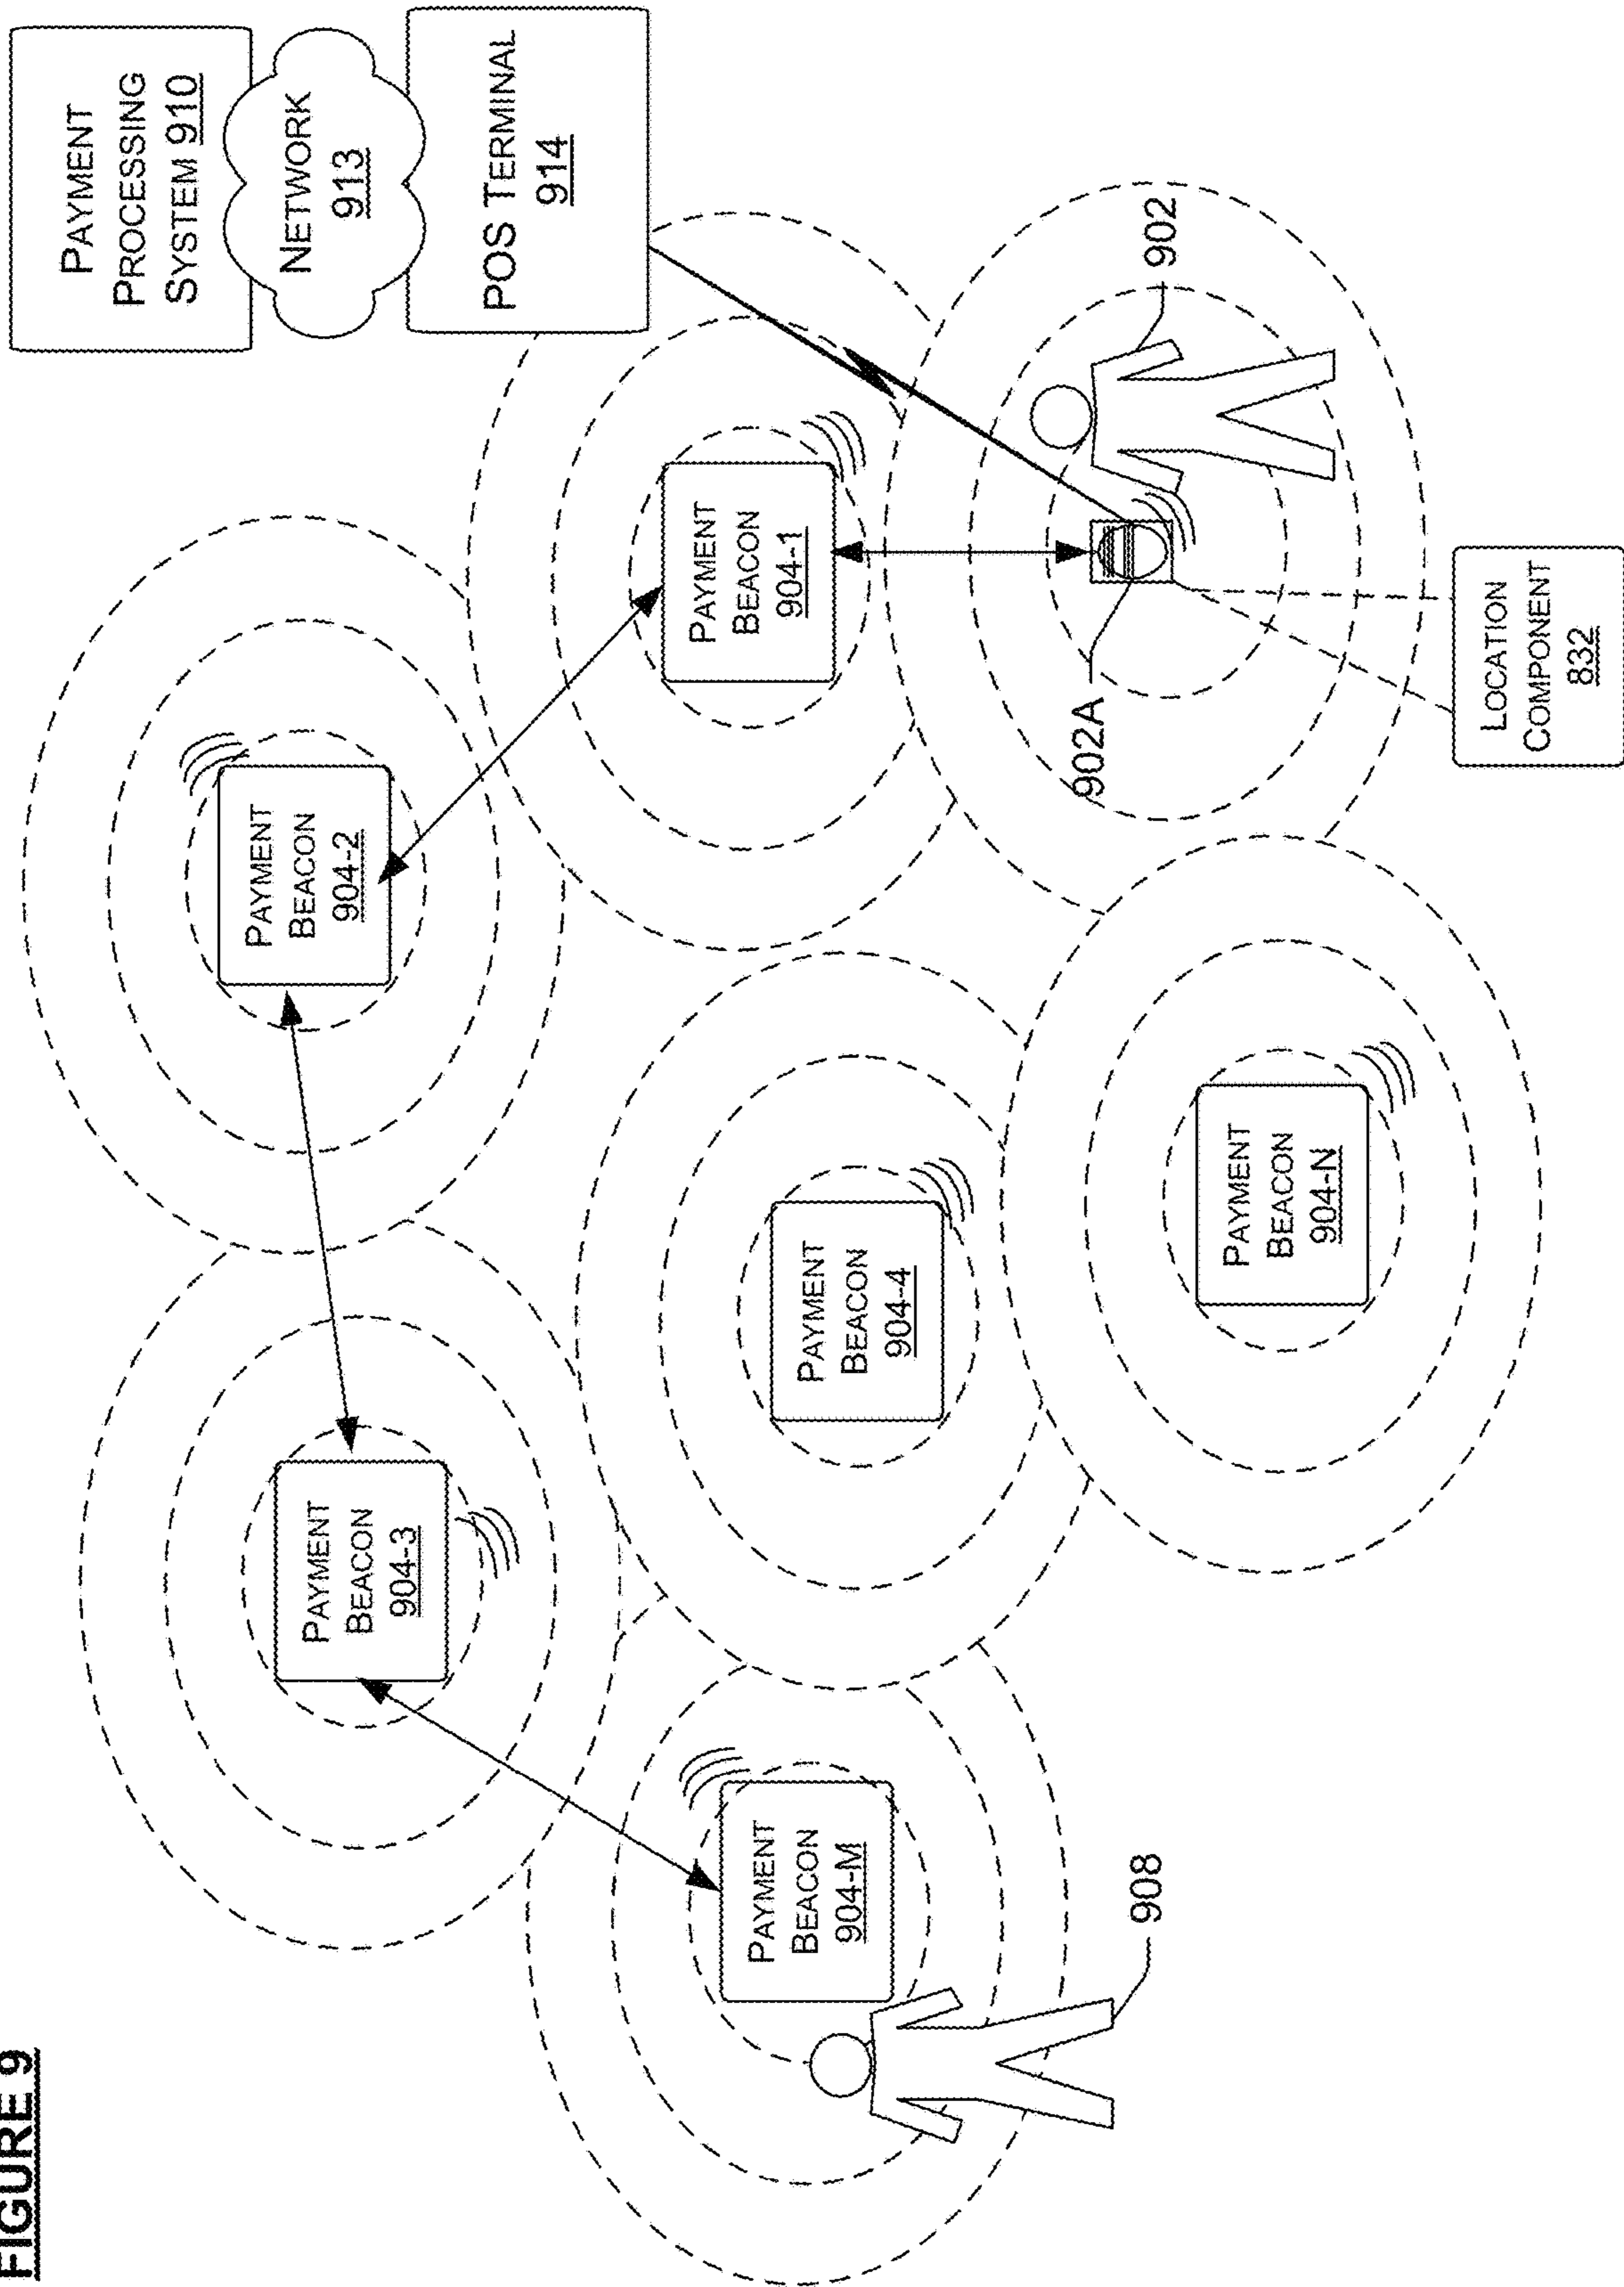 FIGURE 9
PAYMENT
PROCESSING
SYSTEM 910
NETWORK
913
POS TERMINAL
914
PAYMENT
BEACON
904-3
PAYMENT
BEACON
904-2
PAYMENT
BEACON
904-1
PAYMENT
BEACON
904-M
PAYMENT
BEACON
904-4
PAYMENT
BEACON
904-N
908
902A
902
LOCATION
COMPONENT
832